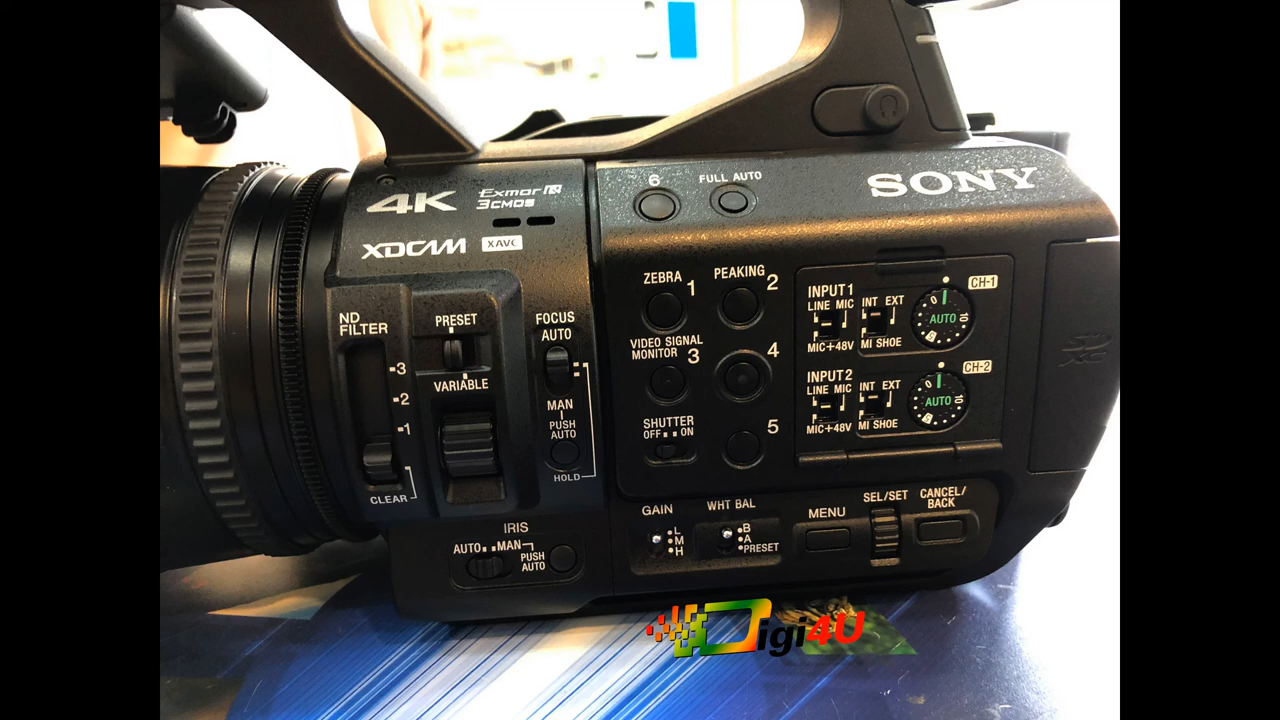 4K
Exmor R
3CMOS
XDCAM
XAVC
6
FULL AUTO
SONY
ND
FILTER
3
2
1
CLEAR
PRESET
VARIABLE
FOCUS
AUTO
MAN
PUSH
AUTO
HOLD
ZEBRA 1
PEAKING 2
VIDEO SIGNAL
MONITOR 3
4
SHUTTER
OFF ON
5
INPUT1
LINE MIC
MIC+48V
INT EXT
MI SHOE
CH-1
0
AUTO
10
INPUT2
LINE MIC
MIC+48V
INT EXT
MI SHOE
CH-2
0
AUTO
10
SD
XC
IRIS
AUTO MAN
PUSH
AUTO
GAIN
L
M
H
WHT BAL
B
A
PRESET
MENU
SEL/SET
CANCEL/
BACK
Digi4U